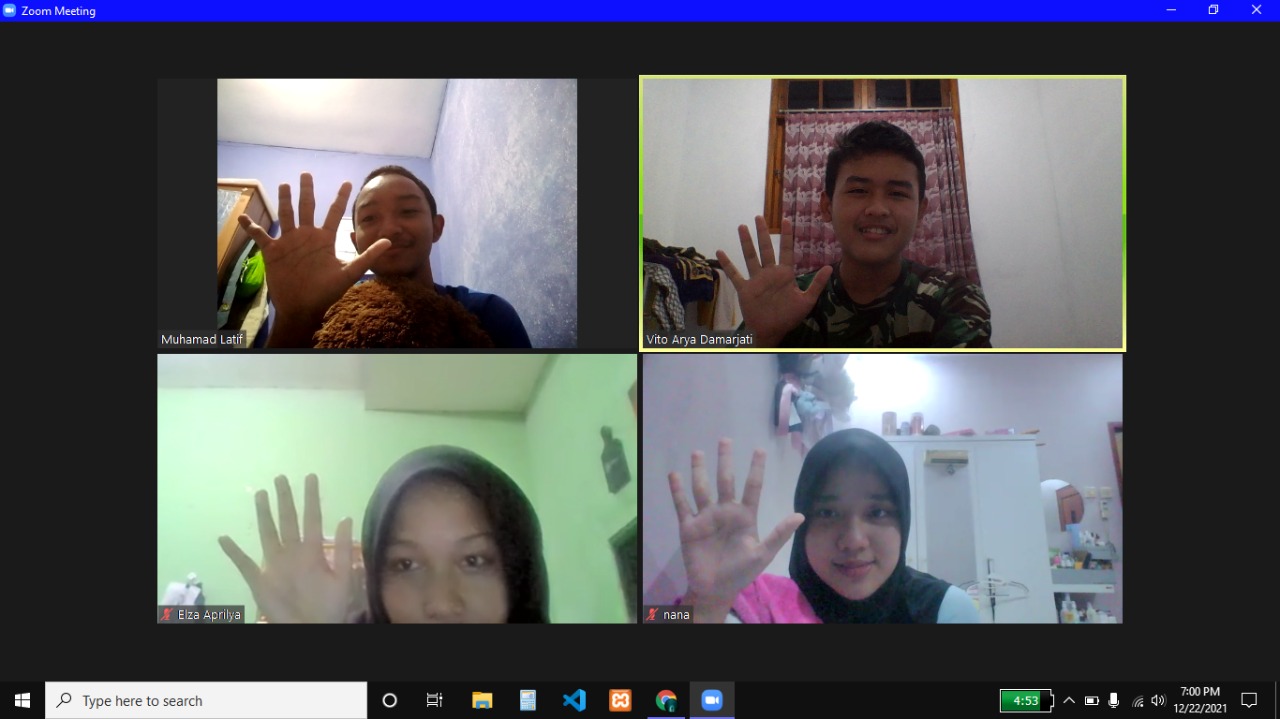 Zoom Meeting
Muhamad Latif
Vito Arya Damarjati
Elza Aprilya
nana
Type here to search
4:53
7:00 PM
12/22/2021